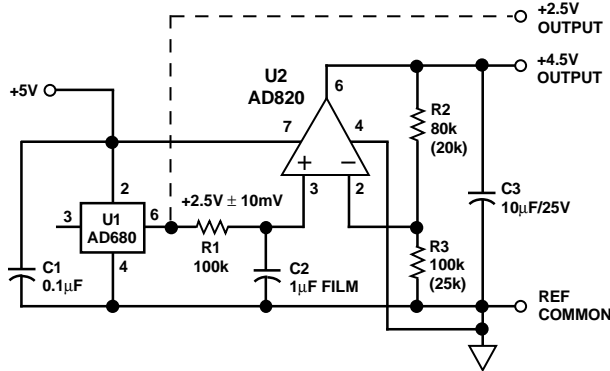 +2.5V
OUTPUT
+4.5V
OUTPUT
U2
AD820
6
+5V
R2
80k
(20k)
7
4
+
−
2
+2.5V ± 10mV
3
2
C3
10μF/25V
3
U1
AD680
6
R1
100k
R3
100k
(25k)
C1
0.1μF
4
C2
1μF FILM
REF
COMMON